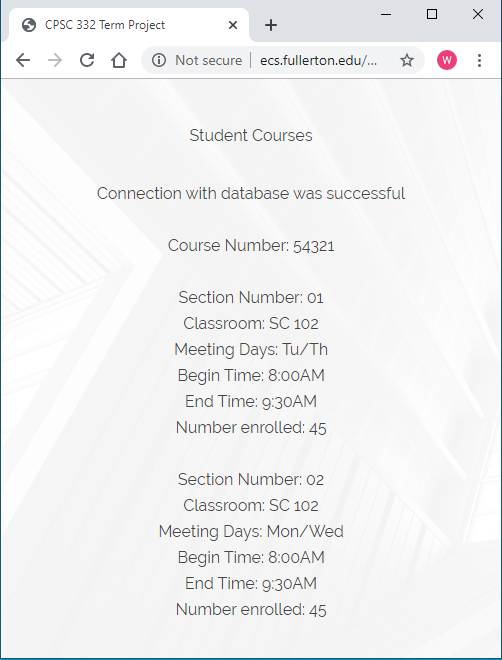 CPSC 332 Term Project
Not secure | ecs.fullerton.edu/...
W
Student Courses
Connection with database was successful
Course Number: 54321
Section Number: 01
Classroom: SC 102
Meeting Days: Tu/Th
Begin Time: 8:00AM
End Time: 9:30AM
Number enrolled: 45
Section Number: 02
Classroom: SC 102
Meeting Days: Mon/Wed
Begin Time: 8:00AM
End Time: 9:30AM
Number enrolled: 45